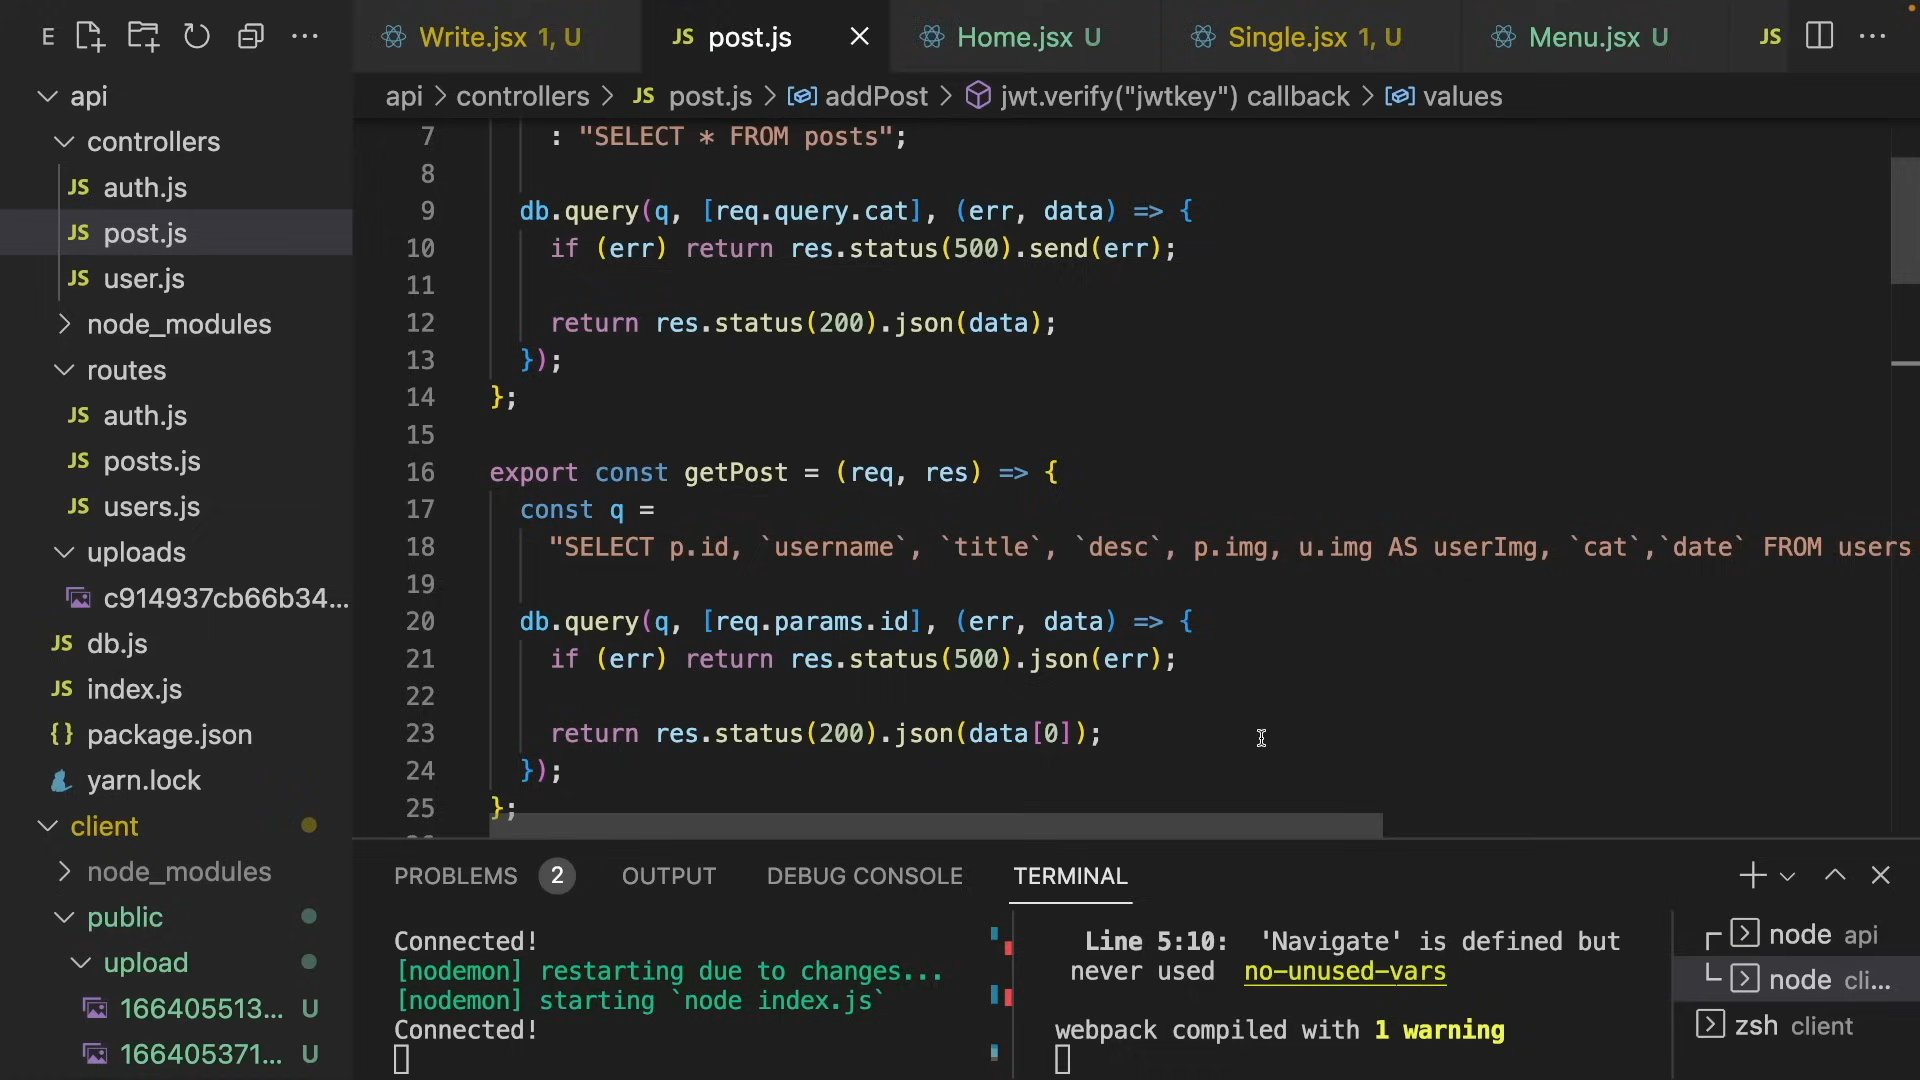 E
Write.jsx 1, U
JS post.js
Home.jsx U
Single.jsx 1, U
Menu.jsx U
JS
api > controllers > JS post.js > addPost > jwt.verify("jwtkey") callback > values
api
controllers
JS auth.js
JS post.js
JS user.js
node_modules
routes
JS auth.js
JS posts.js
JS users.js
uploads
c914937cb66b34...
JS db.js
JS index.js
{} package.json
yarn.lock
client
node_modules
public
upload
166405513... U
166405371... U
7 : "SELECT * FROM posts";
8
9 db.query(q, [req.query.cat], (err, data) => {
10 if (err) return res.status(500).send(err);
11
12 return res.status(200).json(data);
13 });
14 };
15
16 export const getPost = (req, res) => {
17 const q =
18 "SELECT p.id, `username`, `title`, `desc`, p.img, u.img AS userImg, `cat`,`date` FROM users
19
20 db.query(q, [req.params.id], (err, data) => {
21 if (err) return res.status(500).json(err);
22
23 return res.status(200).json(data[0]);
24 });
25 };
PROBLEMS 2 OUTPUT DEBUG CONSOLE TERMINAL
Connected!
[nodemon] restarting due to changes...
[nodemon] starting `node index.js`
Connected!
Line 5:10: 'Navigate' is defined but
never used no-unused-vars
webpack compiled with 1 warning
node api
node cli...
zsh client